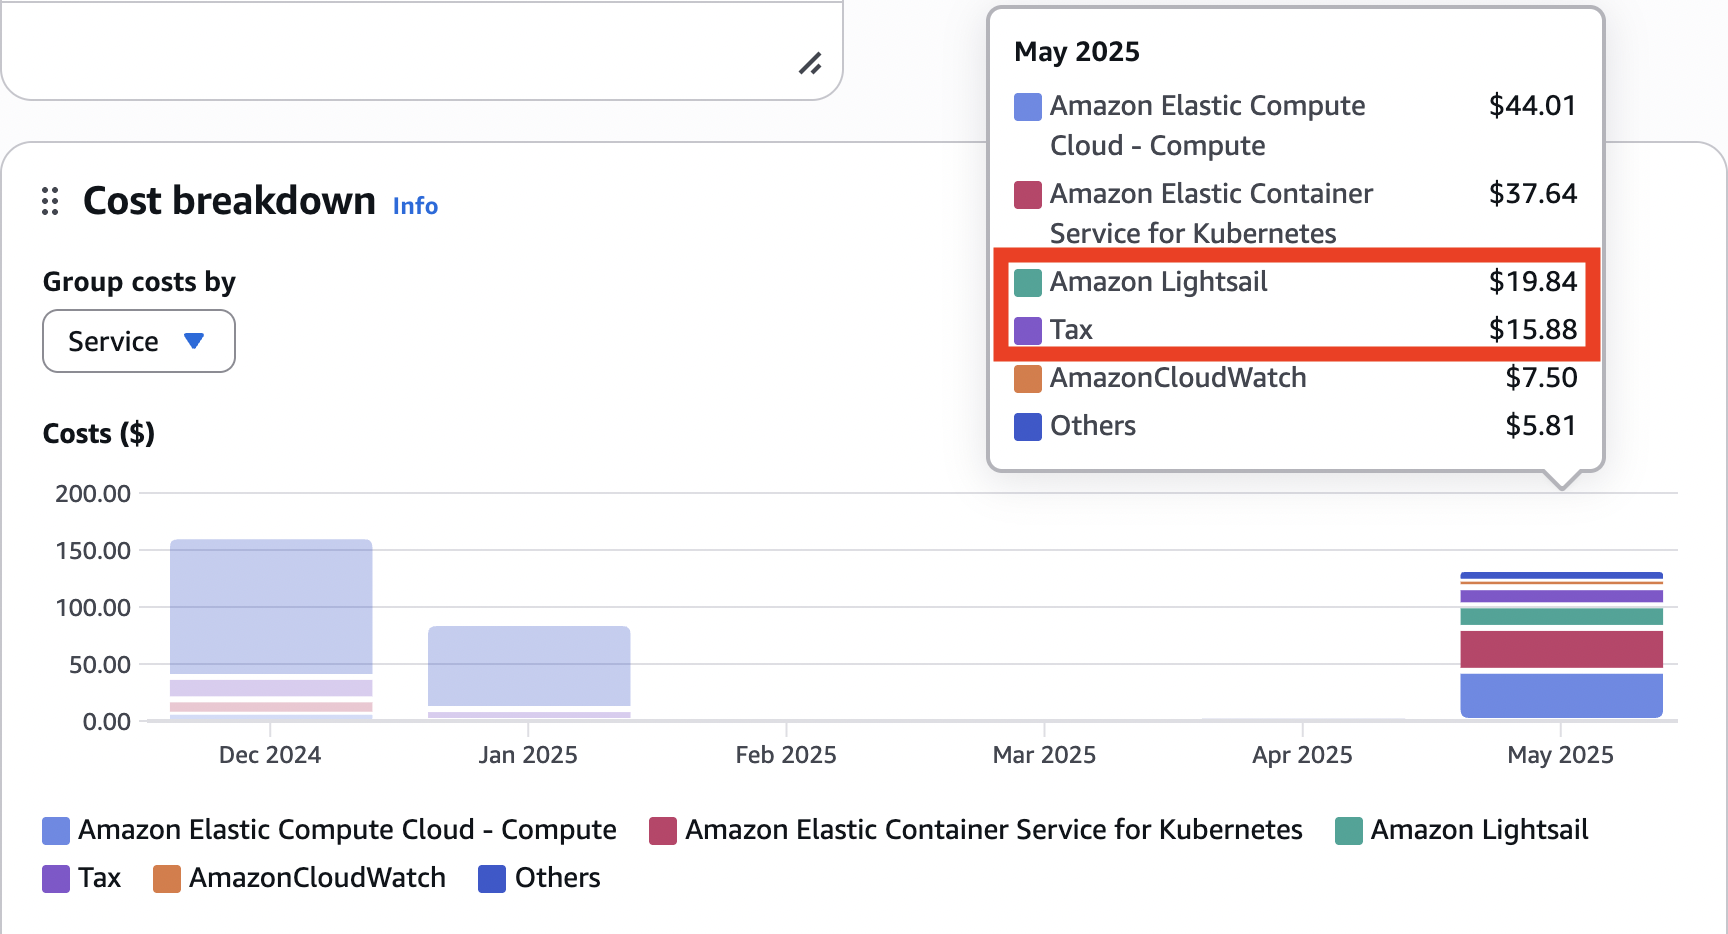 May 2025
Amazon Elastic Compute $44.01
Cloud - Compute
Amazon Elastic Container $37.64
Service for Kubernetes
Amazon Lightsail $19.84
Tax $15.88
AmazonCloudWatch $7.50
Others $5.81
Cost breakdown Info
Group costs by
Service
Costs ($)
200.00
150.00
100.00
50.00
0.00
Dec 2024 Jan 2025 Feb 2025 Mar 2025 Apr 2025 May 2025
Amazon Elastic Compute Cloud - Compute Amazon Elastic Container Service for Kubernetes Amazon Lightsail
Tax AmazonCloudWatch Others